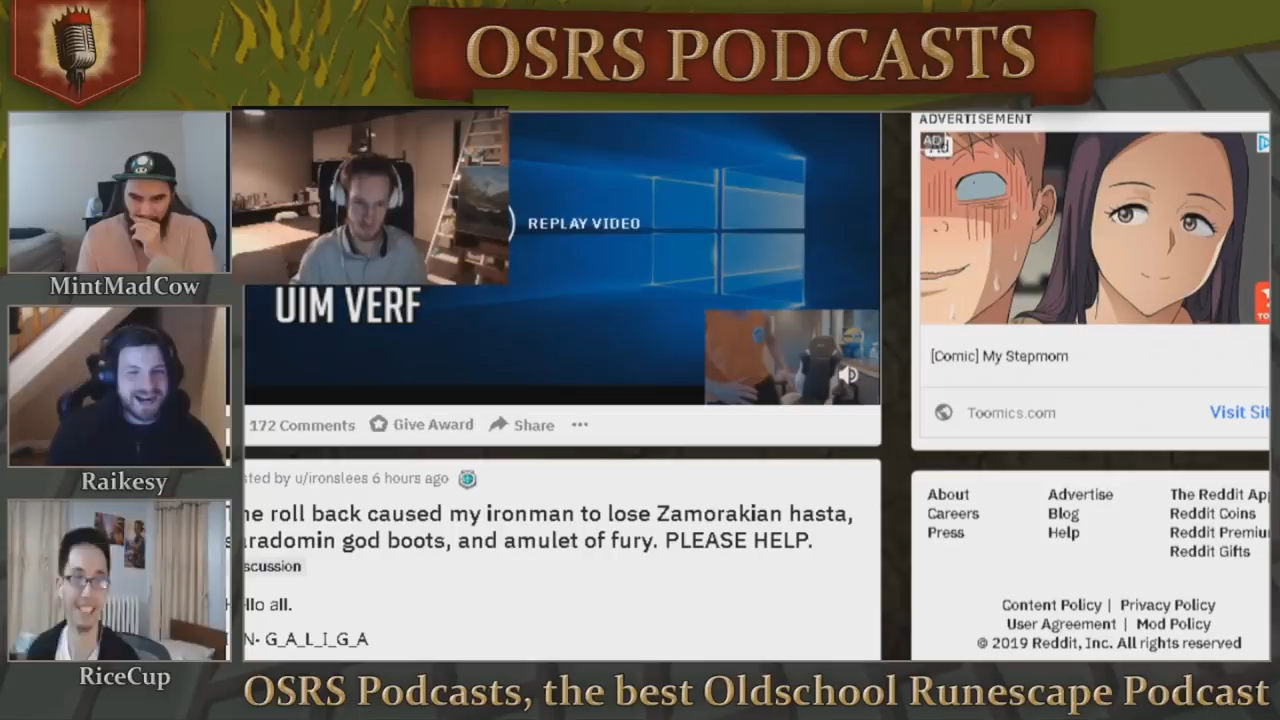 OSRS PODCASTS
MintMadCow
Raikesy
RiceCup
REPLAY VIDEO
UIM VERF
172 Comments Give Award Share ...
sted by u/ironslees 6 hours ago
he roll back caused my ironman to lose Zamorakian hasta,
aradomin god boots, and amulet of fury. PLEASE HELP.
scussion
llo all.
N- G_A_L_I_G_A
ADVERTISEMENT
AD
Ad
[Comic] My Stepmom
Toomics.com Visit Sit
About Advertise The Reddit Ap
Careers Blog Reddit Coins
Press Help Reddit Premiu
Reddit Gifts
Content Policy | Privacy Policy
User Agreement | Mod Policy
© 2019 Reddit, Inc. All rights reserved
OSRS Podcasts, the best Oldschool Runescape Podcast